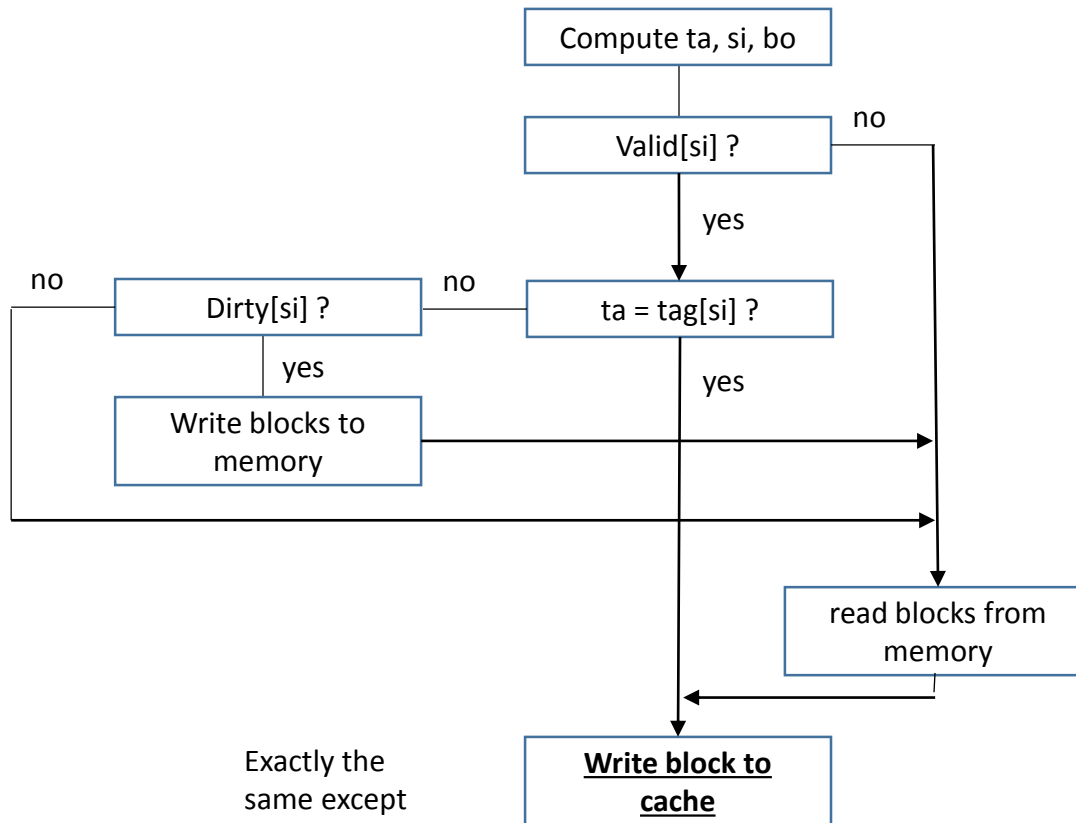 Compute ta, si, bo
no
Valid[si] ?
yes
no
no
Dirty[si] ?
ta = tag[si] ?
yes
yes
Write blocks to
memory
read blocks from
memory
Exactly the
same except
Write block to
cache